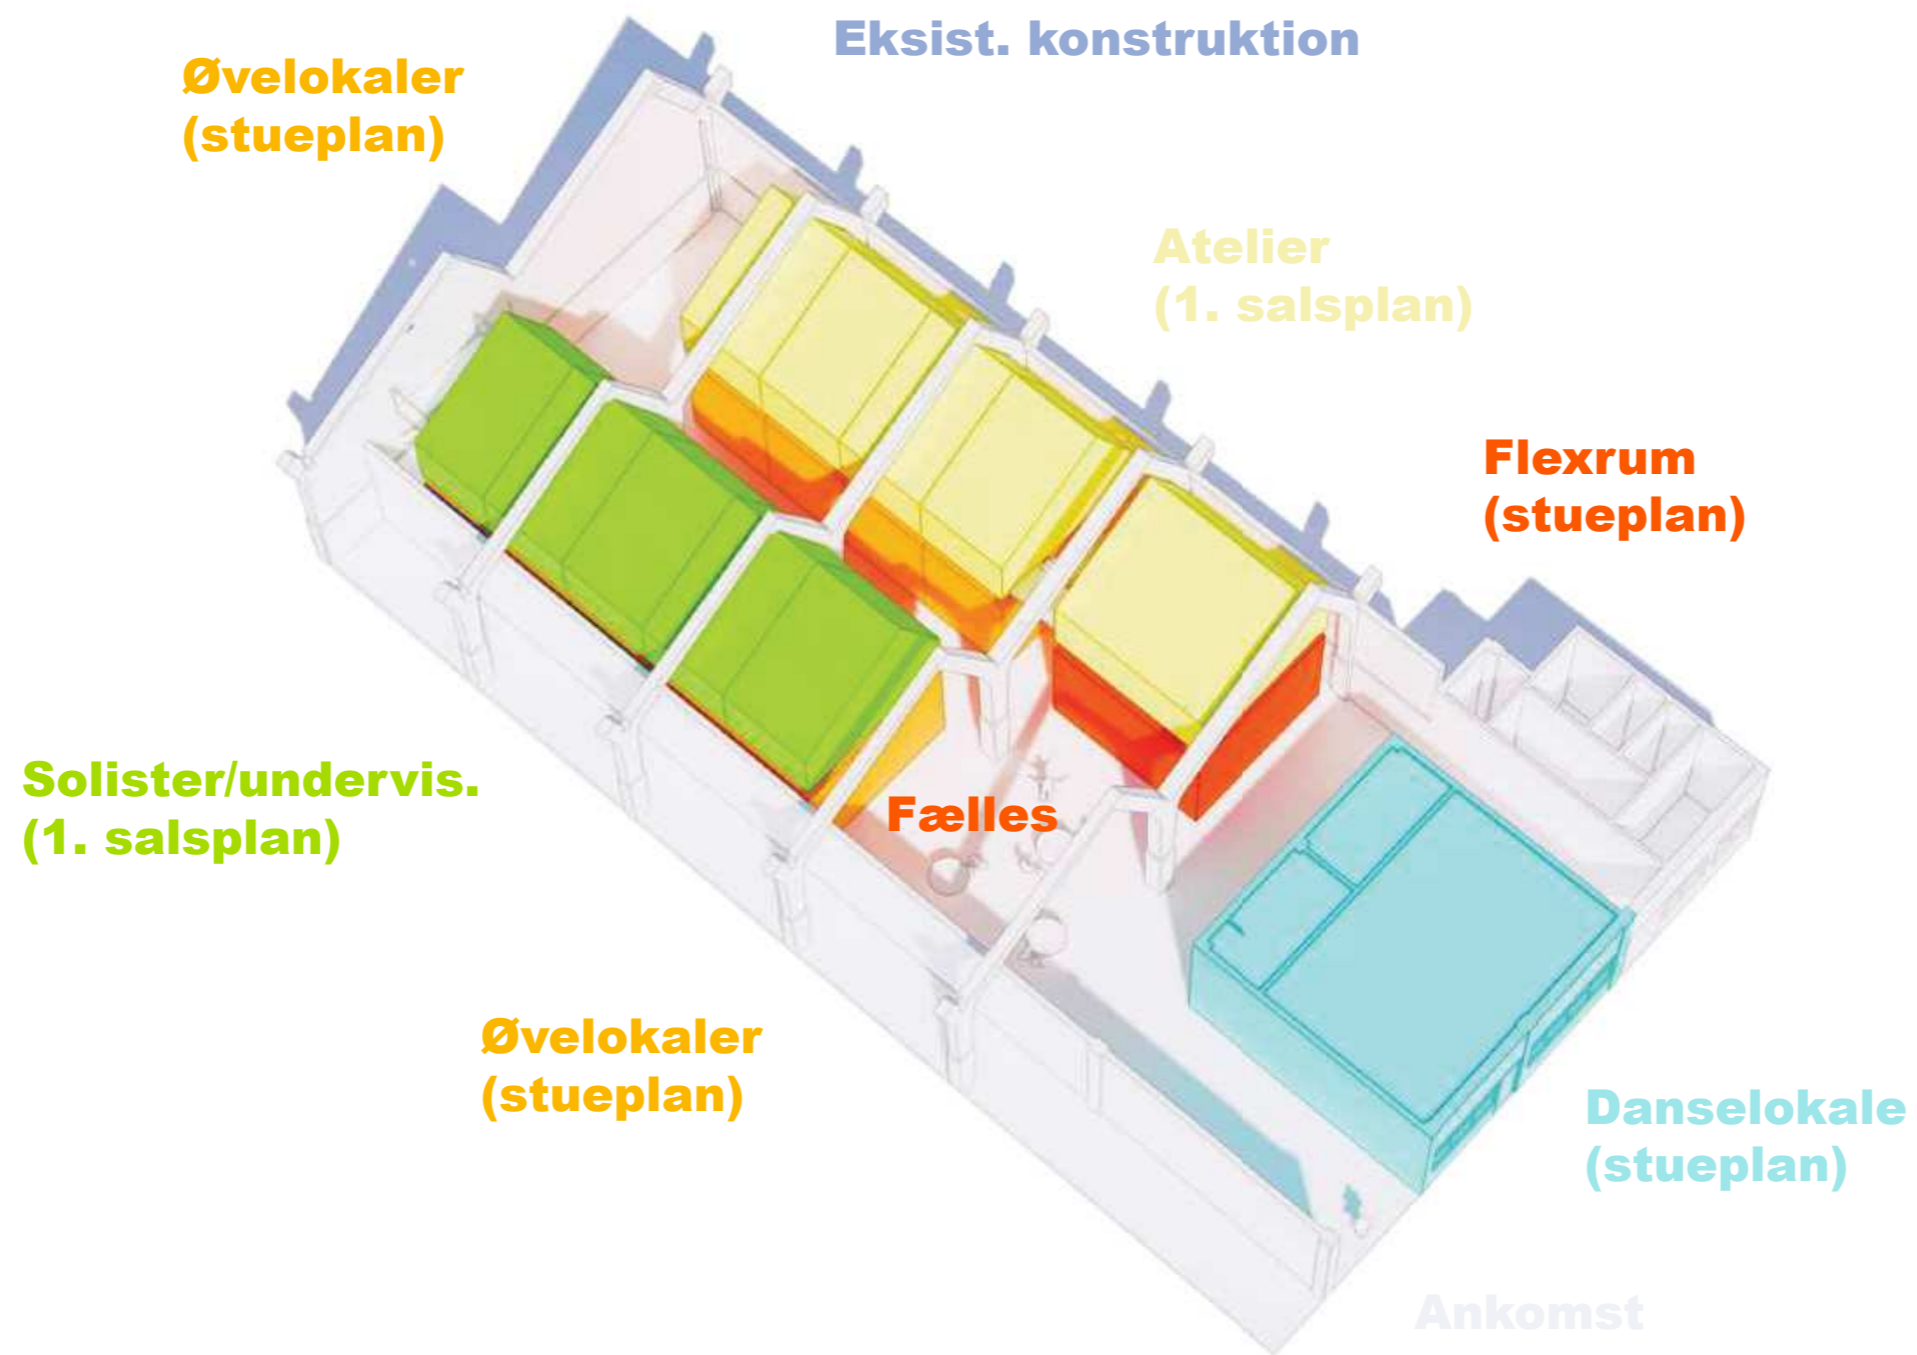 Eksist. konstruktion
Øvelokaler
(stueplan)
Atelier
(1. salsplan)
Flexrum
(stueplan)
Solister/undervis.
(1. salsplan)
Fælles
Øvelokaler
(stueplan)
Danselokale
(stueplan)
Ankomst